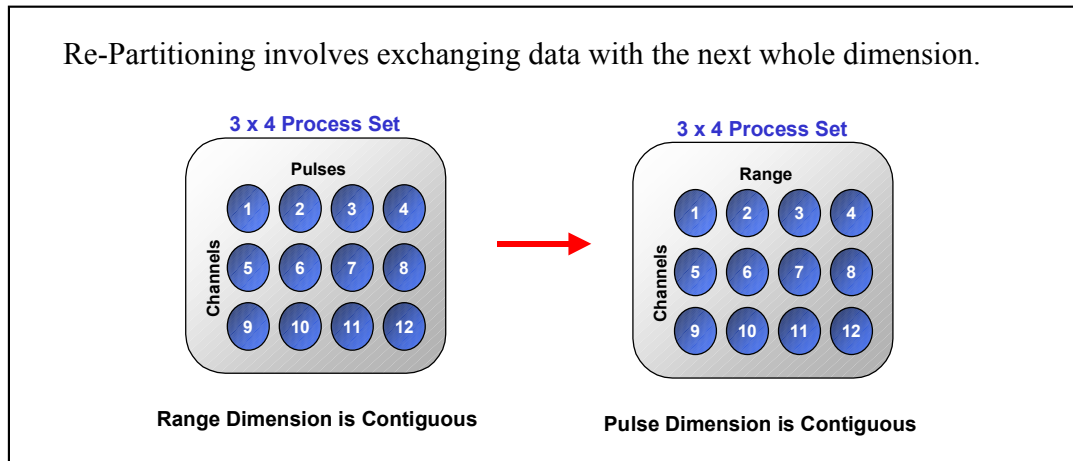 Re-Partitioning involves exchanging data with the next whole dimension.
3 x 4 Process Set
Pulses
Channels
1 2 3 4
5 6 7 8
9 10 11 12
Range Dimension is Contiguous
3 x 4 Process Set
Range
Channels
1 2 3 4
5 6 7 8
9 10 11 12
Pulse Dimension is Contiguous